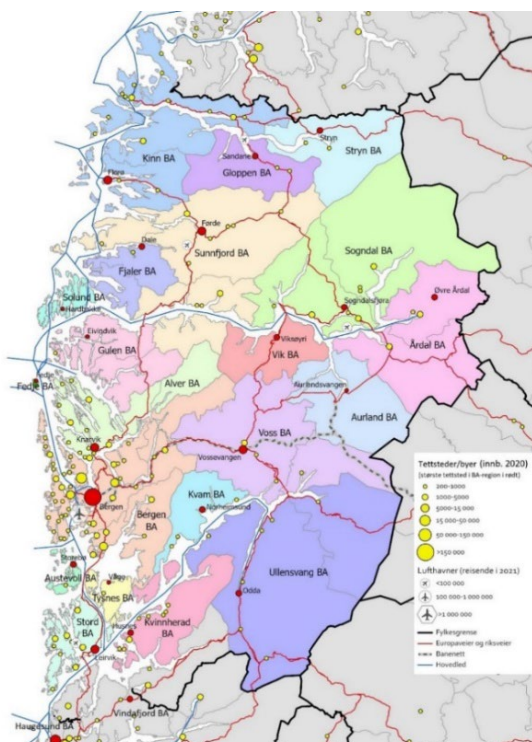 Stryn
Kinn BA
Stryn BA
Sandane
Gloppen BA
Florø
Førde
Dale
Sogndal BA
Sunnfjord BA
Fjaler BA
Øvre Årdal
Solund BA
Hardbakke
Sogndalsfjøra
Eivindvik
Gulen BA
Viksøyri
Årdal BA
Vik BA
Alver BA
Aurlandsvangen
Fedje BA
Aurland BA
Voss BA
Knarvik
Vossevangen
Tettsteder/byer (innb. 2020)
(største tettsted i BA-region i rødt)
200-1000
1000-5000
5000-15 000
15 000-50 000
50 000-150 000
>150 000
Lufthavner (reisende i 2021)
<100 000
100 000-1 000 000
>1 000 000
Fylkesgrense
Europaveier og riksveier
Banenett
Hovedled
Bergen
Kvam BA
Norheimsund
Bergen BA
Ullensvang BA
Austevoll BA
Våge
Tysnes BA
Odda
Stord BA
Husnes
Kvinnherad BA
Leirvik
Vindafjord BA
Haugesund BA